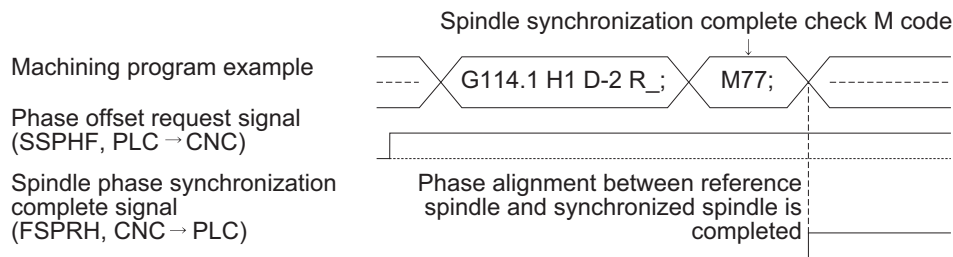 Spindle synchronization complete check M code
Machining program example
G114.1 H1 D-2 R_;
M77;
Phase offset request signal
(SSPHF, PLC → CNC)
Spindle phase synchronization
complete signal
(FSPRH, CNC → PLC)
Phase alignment between reference
spindle and synchronized spindle is
completed